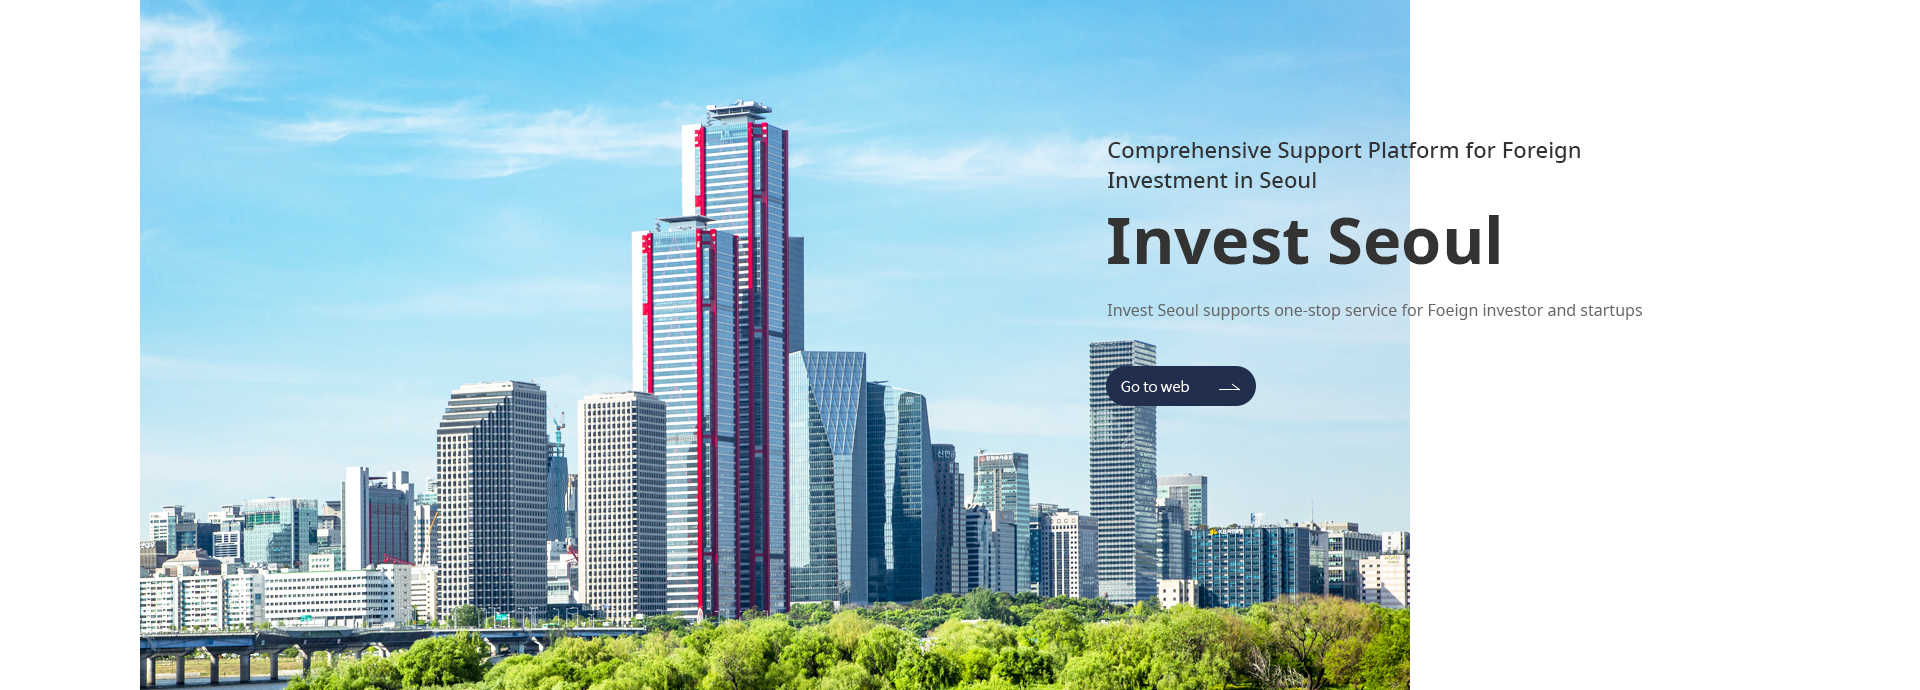 Comprehensive Support Platform for Foreign
Investment in Seoul
Invest Seoul
Invest Seoul supports one-stop service for Foeign investor and startups
Go to web